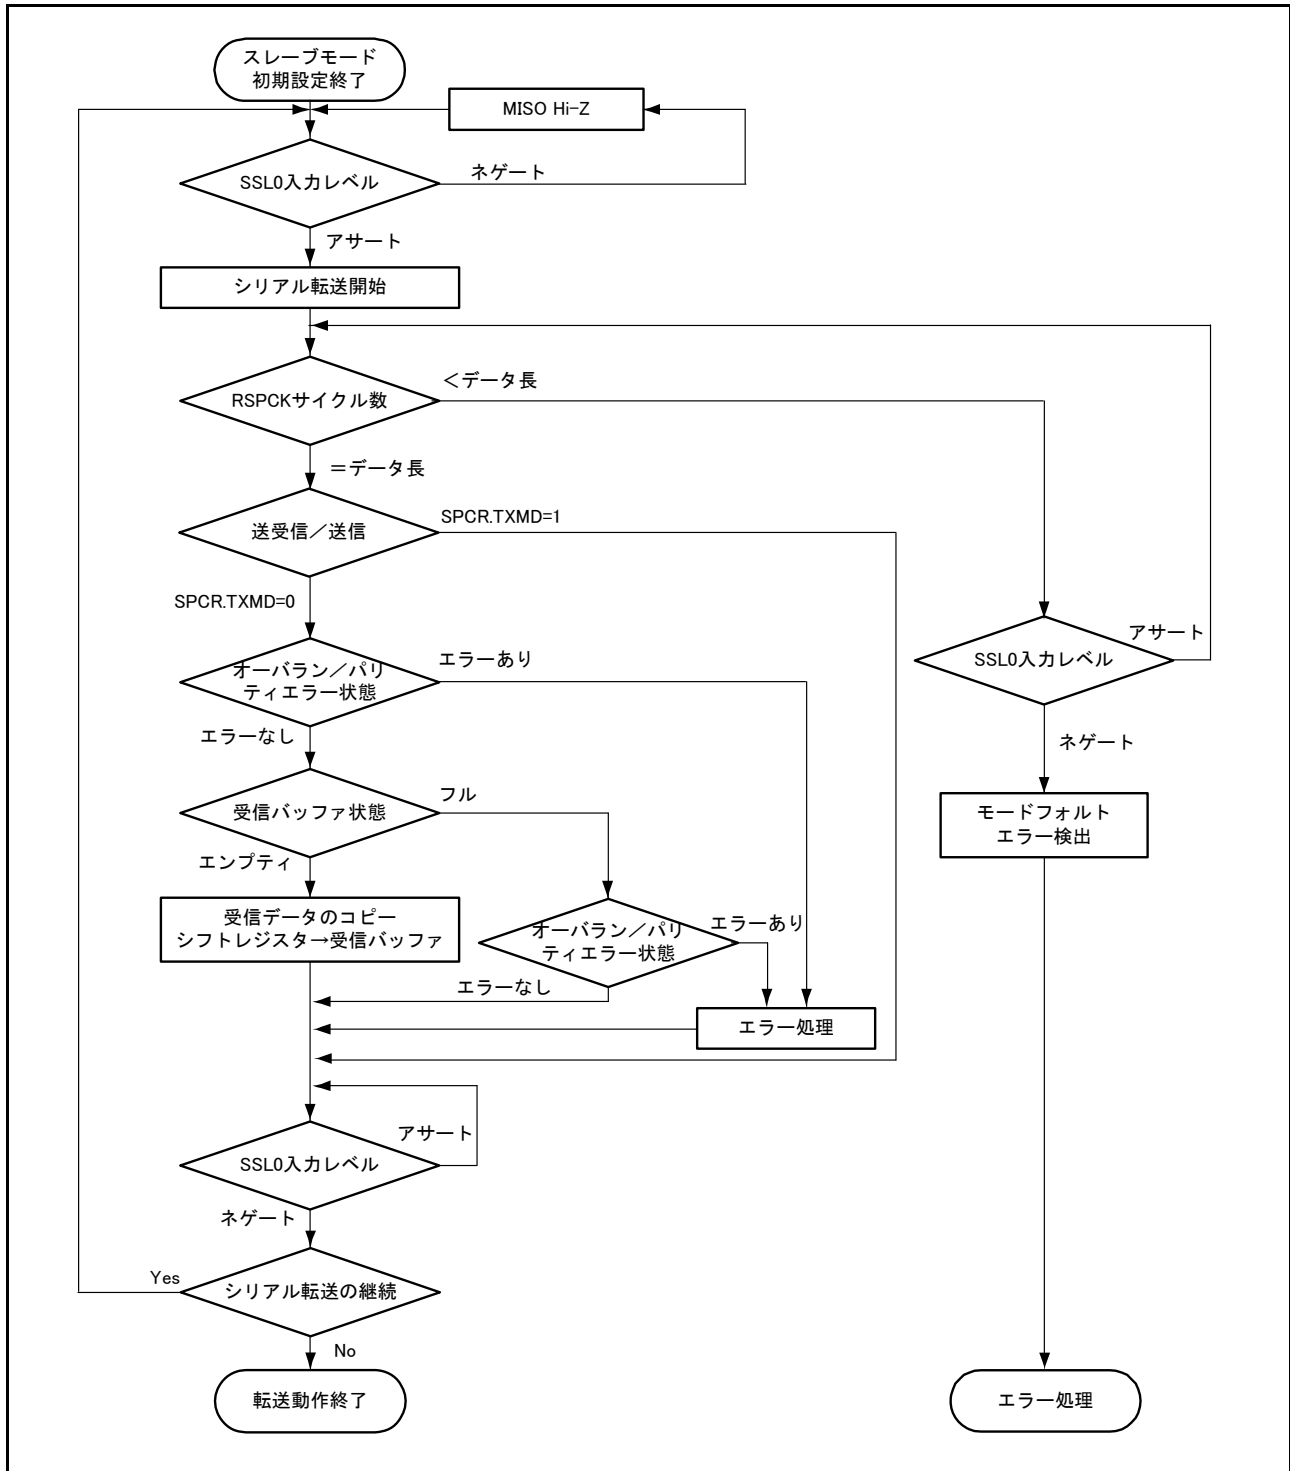 スレーブモード
初期設定終了
MISO Hi-Z
SSL0入力レベル
ネゲート
アサート
シリアル転送開始
RSPCKサイクル数
＜データ長
＝データ長
送受信／送信
SPCR.TXMD=1
SPCR.TXMD=0
オーバラン／パリ
ティエラー状態
エラーあり
エラーなし
SSL0入力レベル
アサート
ネゲート
モードフォルト
エラー検出
受信バッファ状態
フル
エンプティ
受信データのコピー
シフトレジスタ→受信バッファ
オーバラン／パリ
ティエラー状態
エラーあり
エラーなし
エラー処理
アサート
SSL0入力レベル
ネゲート
Yes
シリアル転送の継続
No
転送動作終了
エラー処理